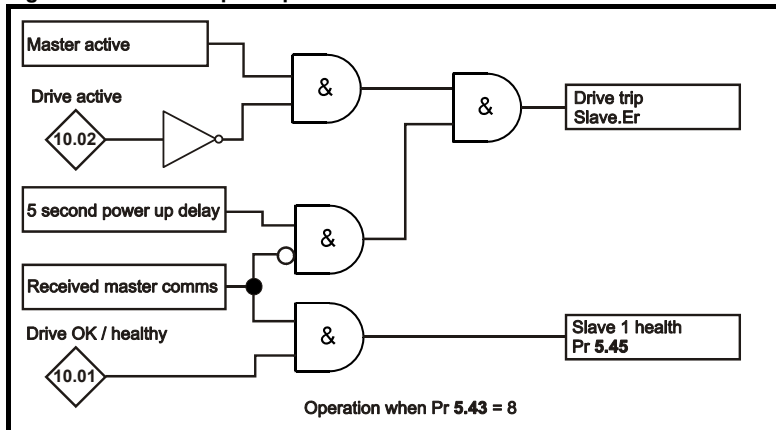 Master active
&
Drive active
&
Drive trip
Slave.Er
10.02
5 second power up delay
&
Received master comms
Drive OK / healthy
&
Slave 1 health
Pr 5.45
10.01
Operation when Pr 5.43 = 8